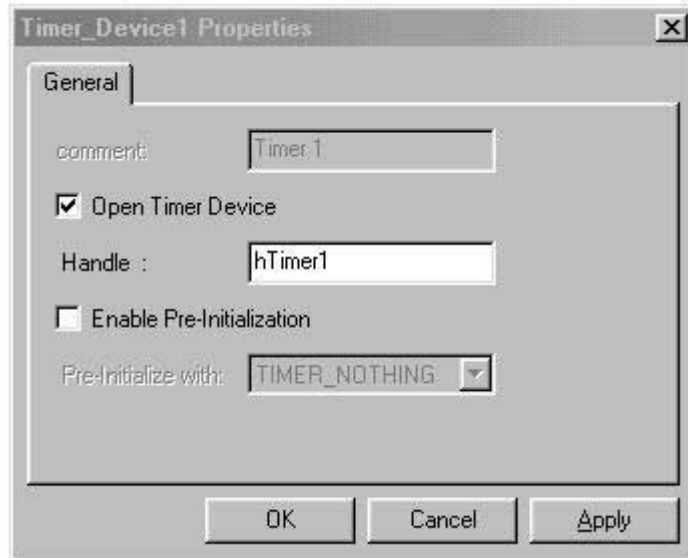 Timer_Device1 Properties
General
comment: Timer 1
Open Timer Device
Handle : hTimer1
Enable Pre-Initialization
Pre-Initialize with: TIMER_NOTHING
OK Cancel Apply